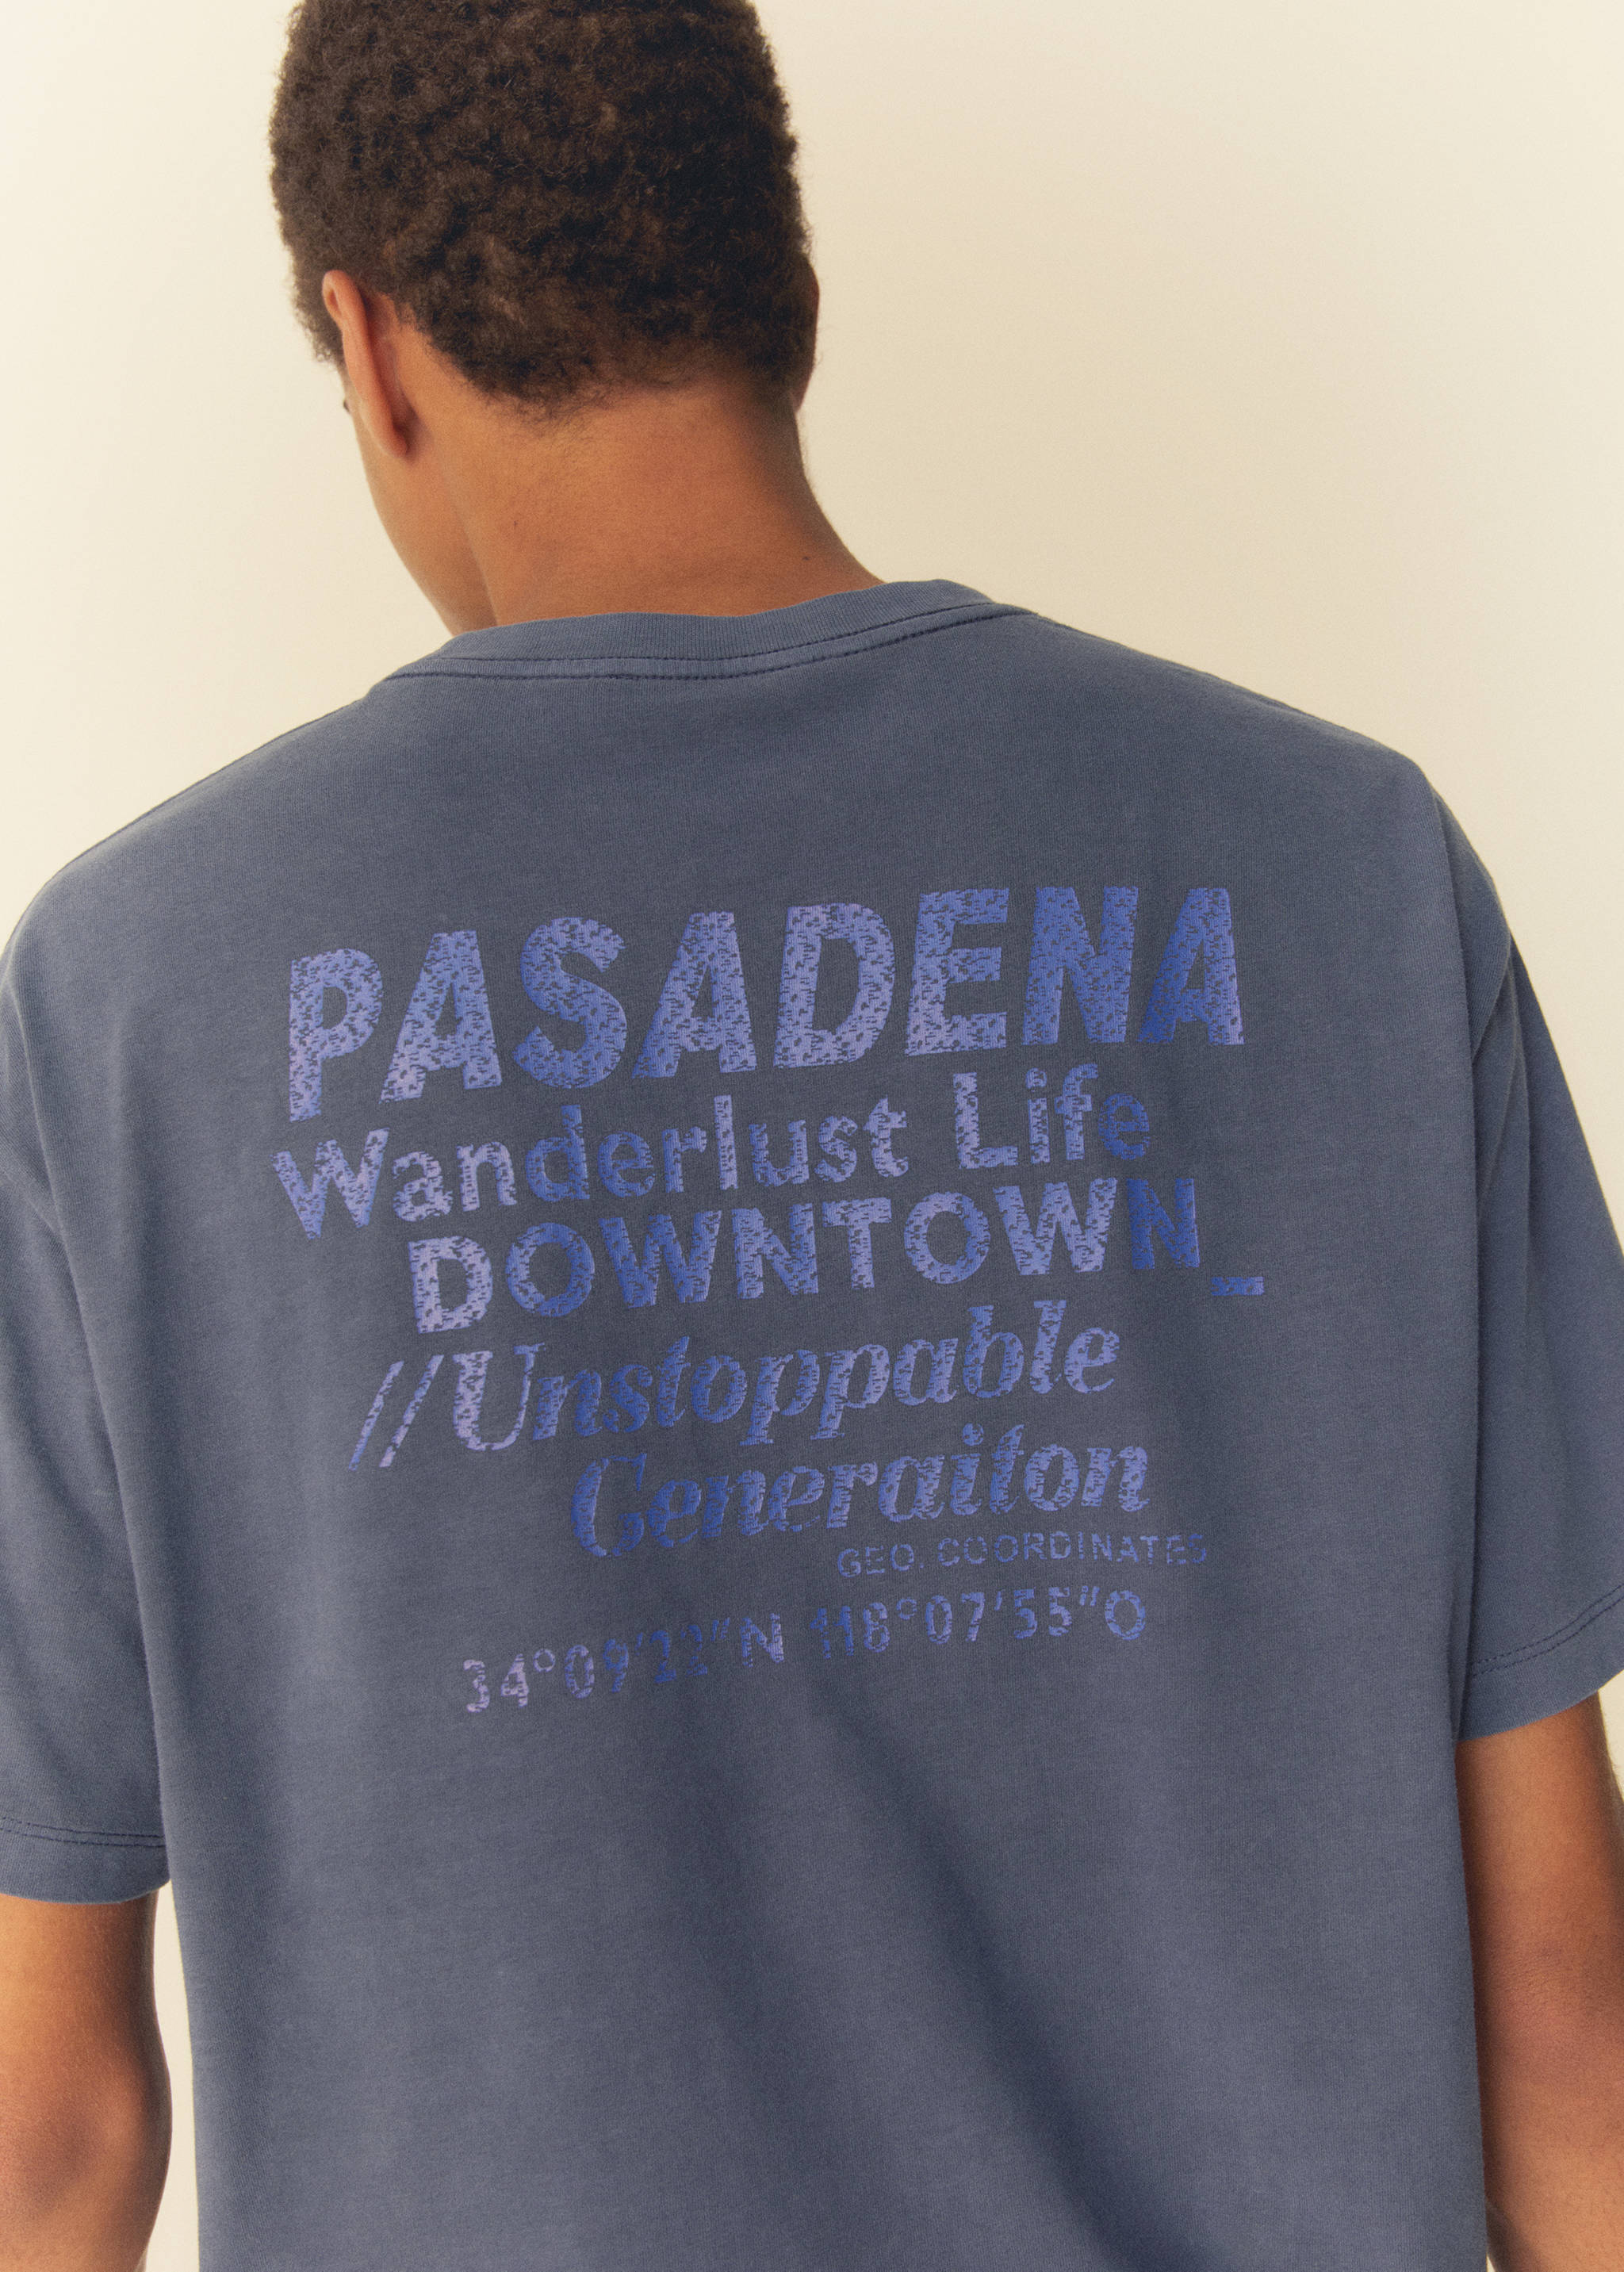 PASADENA
Wanderlust Life
DOWNTOWN_
//Unstoppable
Generaiton
GEO. COORDINATES
34°09'22"N 118°07'55"O